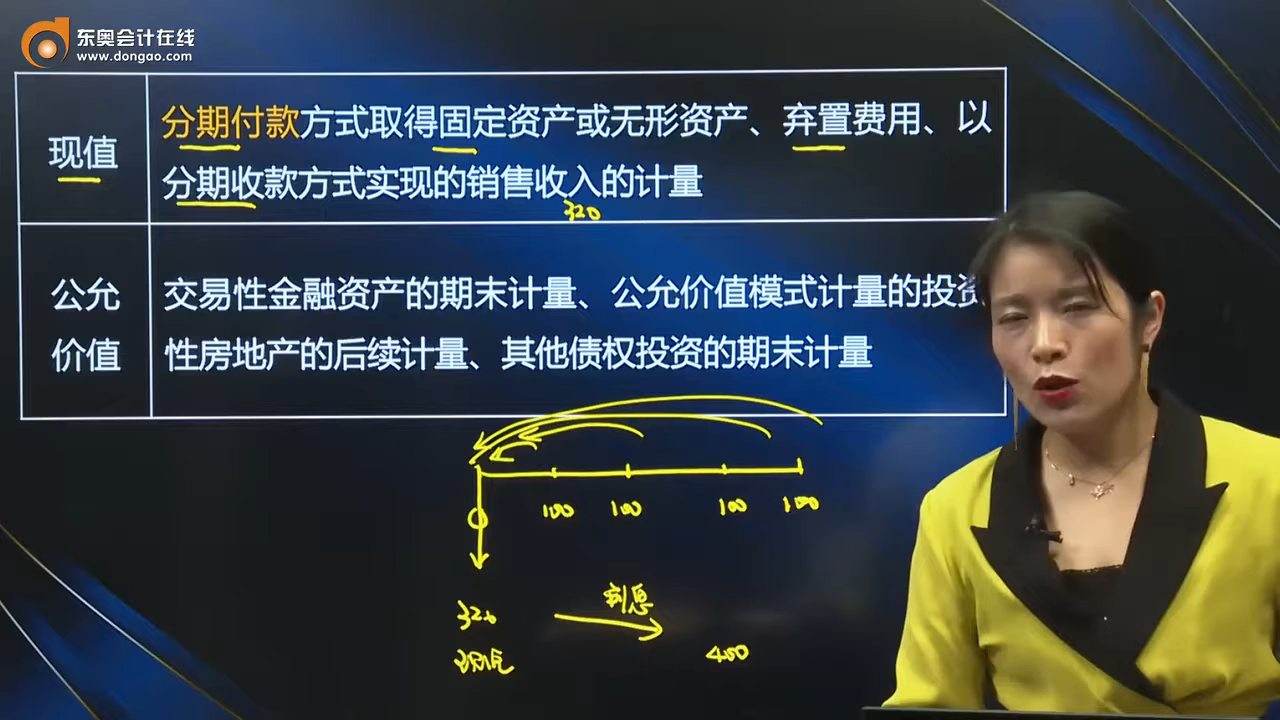 东奥会计在线
www.dongao.com
现值
分期付款方式取得固定资产或无形资产、弃置费用、以
分期收款方式实现的销售收入的计量
320
公允
价值
交易性金融资产的期末计量、公允价值模式计量的投资
性房地产的后续计量、其他债权投资的期末计量
0
100 100 100 100
利息
320
现值
400